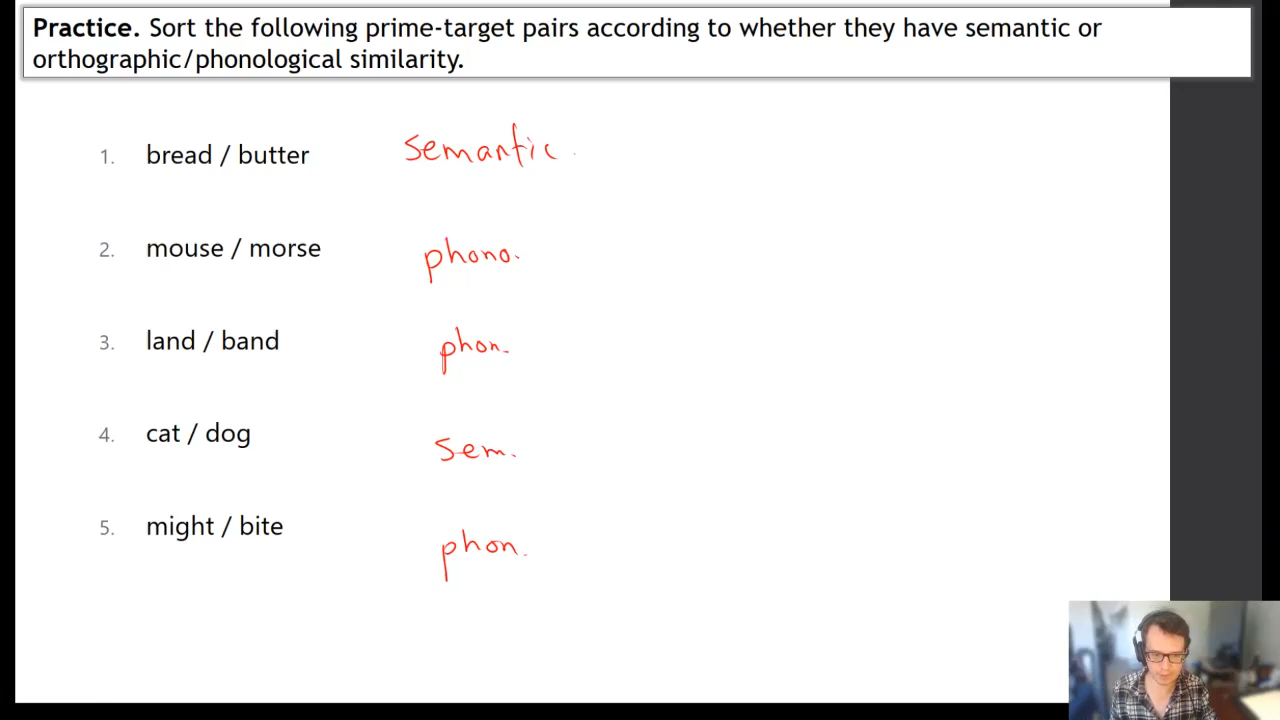 Practice. Sort the following prime-target pairs according to whether they have semantic or
orthographic/phonological similarity.
1. bread / butter semantic
2. mouse / morse phono.
3. land / band phon.
4. cat / dog sem.
5. might / bite phon.